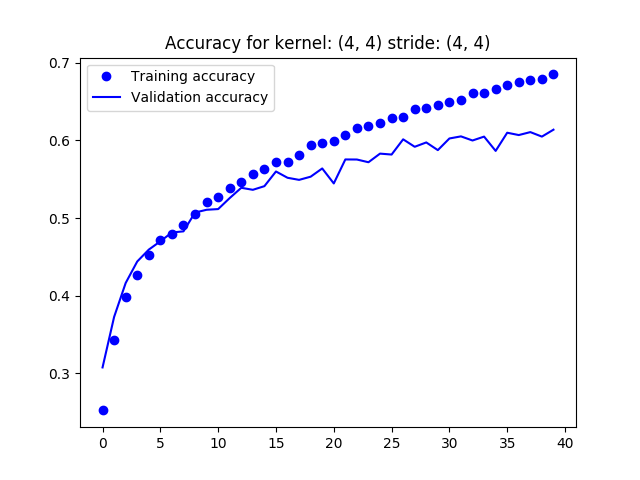 Accuracy for kernel: (4, 4) stride: (4, 4)
Training accuracy
Validation accuracy
0.7
0.6
0.5
0.4
0.3
0 5 10 15 20 25 30 35 40